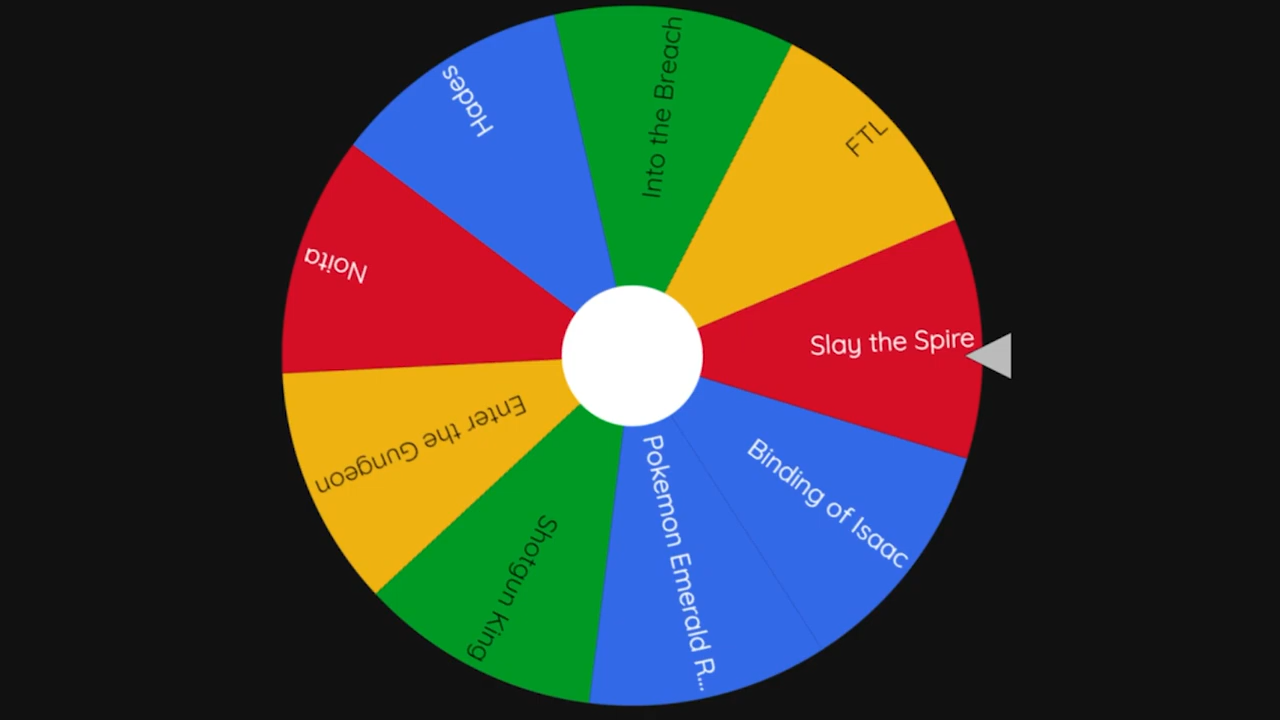 Into the Breach
FTL
Slay the Spire
Binding of Isaac
Pokemon Emerald R...
Shotgun King
Enter the Gungeon
Noita
Hades